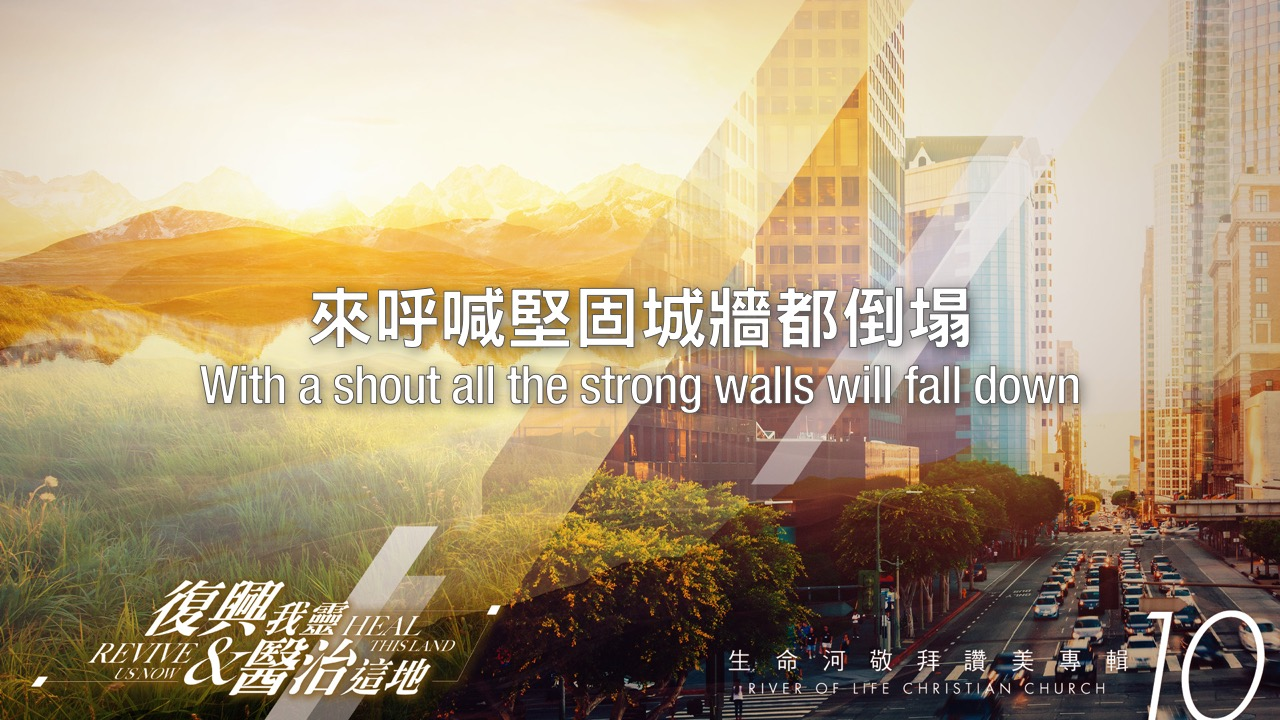 來呼喊堅固城牆都倒塌
With a shout all the strong walls will fall down
復興我靈 HEAL THIS LAND
REVIVE US NOW & 醫治這地
生命河敬拜讚美專輯 10
RIVER OF LIFE CHRISTIAN CHURCH